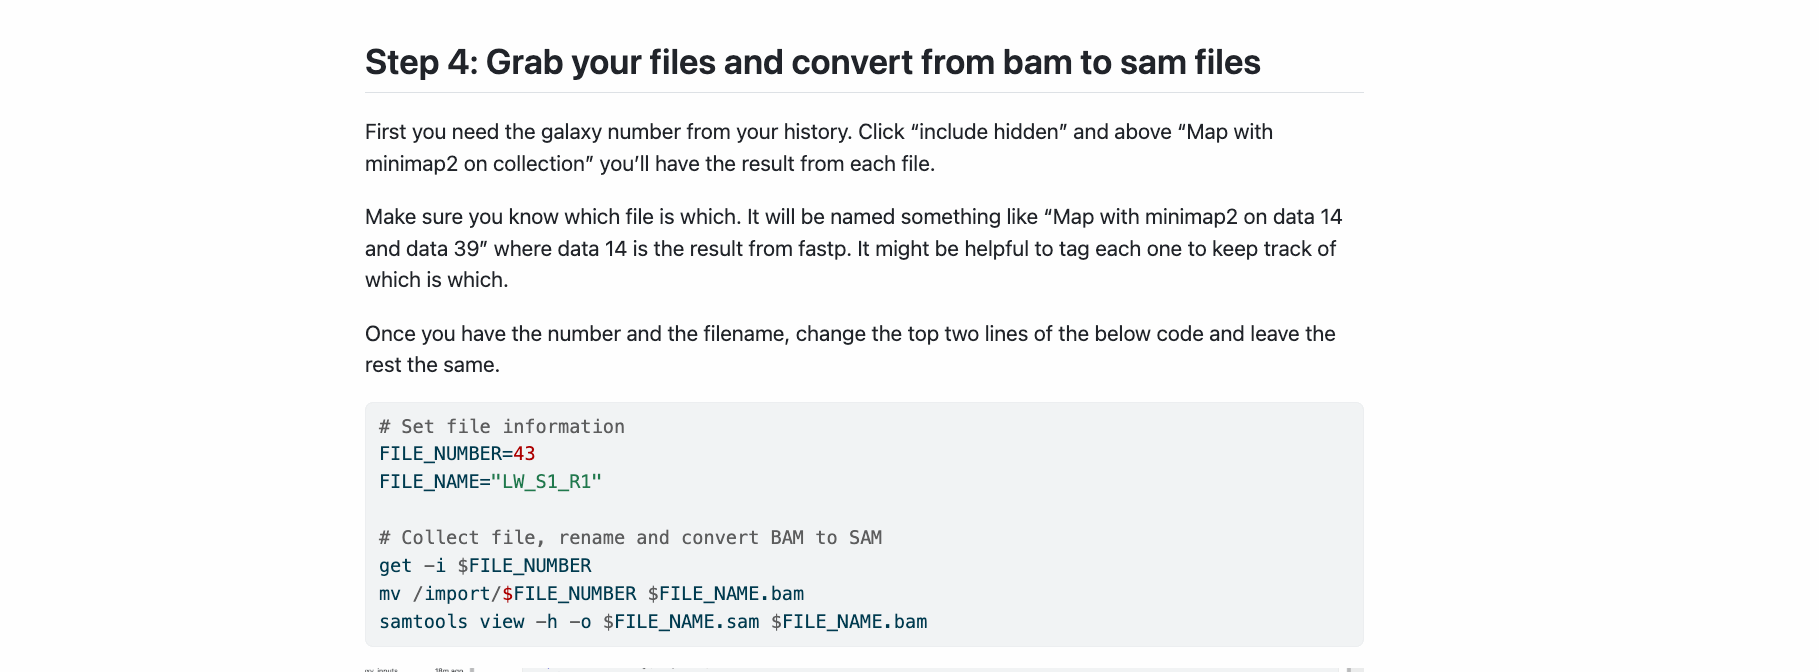 Step 4: Grab your files and convert from bam to sam files
First you need the galaxy number from your history. Click “include hidden” and above “Map with
minimap2 on collection” you’ll have the result from each file.
Make sure you know which file is which. It will be named something like “Map with minimap2 on data 14
and data 39” where data 14 is the result from fastp. It might be helpful to tag each one to keep track of
which is which.
Once you have the number and the filename, change the top two lines of the below code and leave the
rest the same.
# Set file information
FILE_NUMBER=43
FILE_NAME="LW_S1_R1"
# Collect file, rename and convert BAM to SAM
get -i $FILE_NUMBER
mv /import/$FILE_NUMBER $FILE_NAME.bam
samtools view -h -o $FILE_NAME.sam $FILE_NAME.bam